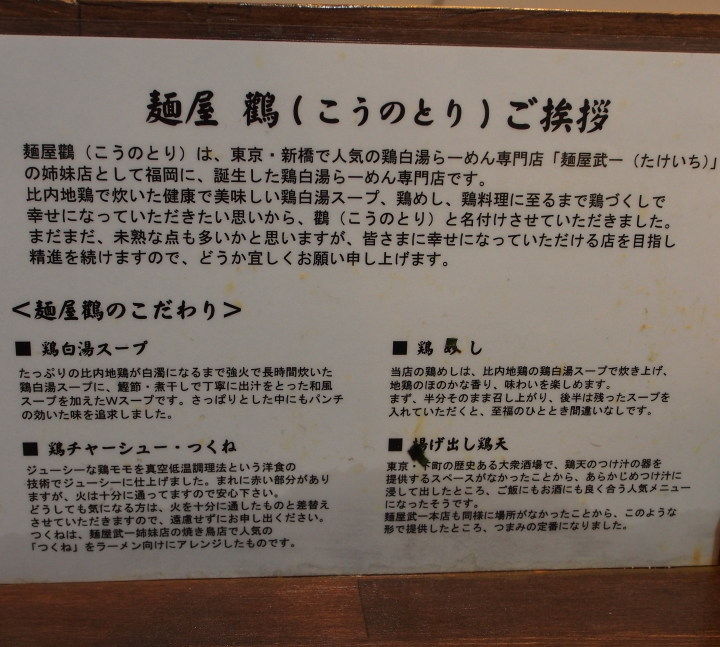 麺屋 鸛(こうのとり)ご挨拶
麺屋鸛(こうのとり)は、東京・新橋で人気の鶏白湯らーめん専門店「麺屋武一(たけいち)」
の姉妹店として福岡に、誕生した鶏白湯らーめん専門店です。
比内地鶏で炊いた健康で美味しい鶏白湯スープ、鶏めし、鶏料理に至るまで鶏づくしで
幸せになっていただきたい思いから、鸛(こうのとり)と名付けさせていただきました。
まだまだ、未熟な点も多いかと思いますが、皆さまに幸せになっていただける店を目指し
精進を続けますので、どうか宜しくお願い申し上げます。
<麺屋鸛のこだわり>
■ 鶏白湯スープ
たっぷりの比内地鶏が白濁になるまで強火で長時間炊いた
鶏白湯スープに、鰹節・煮干しで丁寧に出汁をとった和風
スープを加えたWスープです。さっぱりとした中にもパンチ
の効いた味を追求しました。
■ 鶏チャーシュー・つくね
ジューシーな鶏モモを真空低温調理法という洋食の
技術でジューシーに仕上げました。まれに赤い部分があり
ますが、火は十分に通ってますので安心下さい。
どうしても気になる方は、火を十分に通したものと差替え
させていただきますので、遠慮せずにお申し出ください。
つくねは、麺屋武一姉妹店の焼き鳥店で人気の
「つくね」をラーメン向けにアレンジしたものです。
■ 鶏めし
当店の鶏めしは、比内地鶏の鶏白湯スープで炊き上げ、
地鶏のほのかな香り、味わいを楽しめます。
まず、半分そのまま召し上がり、後半は残ったスープを
入れていただくと、至福のひととき間違いなしです。
■ 揚げ出し鶏天
東京・下町の歴史ある大衆酒場で、鶏天のつけ汁の器を
提供するスペースがなかったことから、あらかじめつけ汁に
浸して出したところ、ご飯にもお酒にも良く合う人気メニュー
になったそうです。
麺屋武一本店も同様に場所がなかったことから、このような
形で提供したところ、つまみの定番になりました。